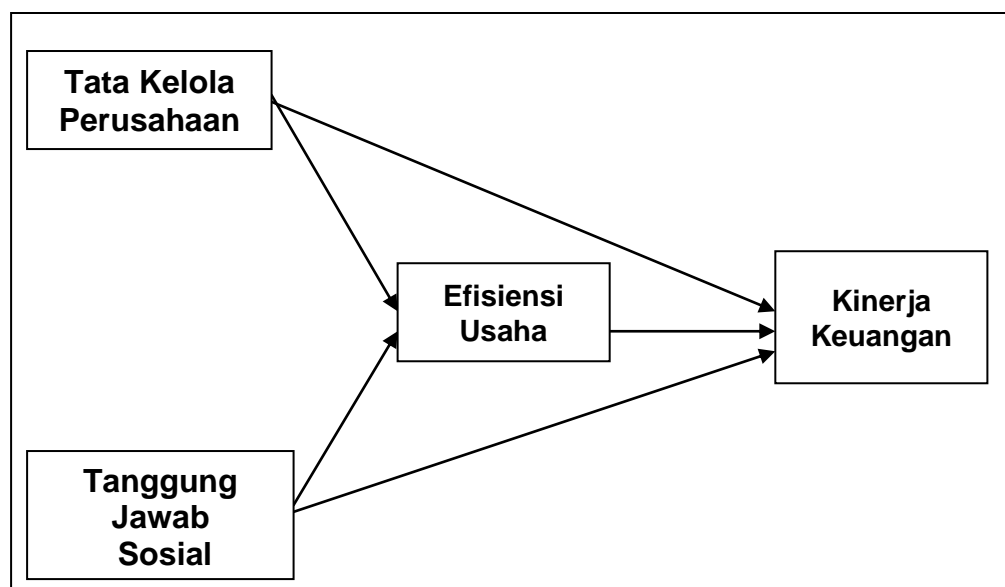 Tata Kelola
Perusahaan
Efisiensi
Usaha
Kinerja
Keuangan
Tanggung
Jawab
Sosial